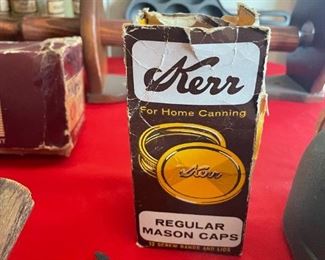 Kerr
For Home Canning
Kerr
REGULAR
MASON CAPS
12 SCREW BANDS AND LIDS